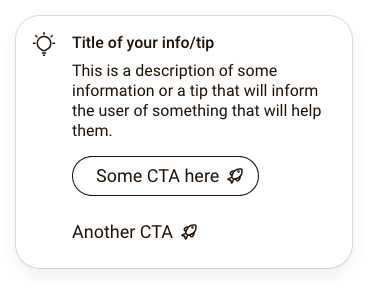 Title of your info/tip
This is a description of some
information or a tip that will inform
the user of something that will help
them.
Some CTA here
Another CTA